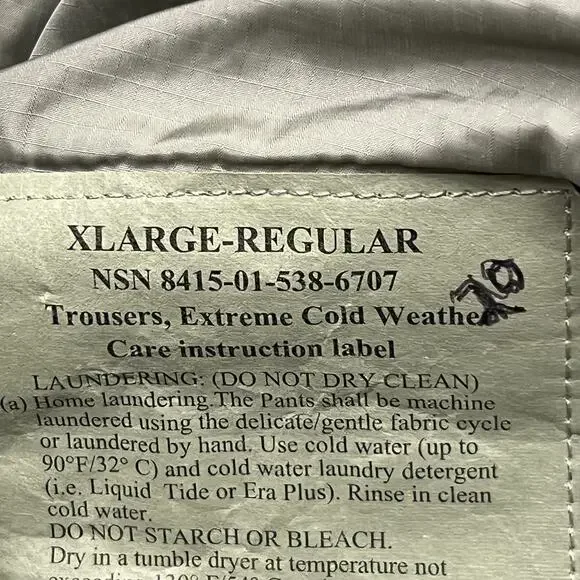 XLARGE-REGULAR
NSN 8415-01-538-6707
Trousers, Extreme Cold Weather
Care instruction label
LAUNDERING: (DO NOT DRY CLEAN)
(a) Home laundering.The Pants shall be machine
laundered using the delicate/gentle fabric cycle
or laundered by hand. Use cold water (up to
90°F/32° C) and cold water laundry detergent
(i.e. Liquid Tide or Era Plus). Rinse in clean
cold water.
DO NOT STARCH OR BLEACH.
Dry in a tumble dryer at temperature not